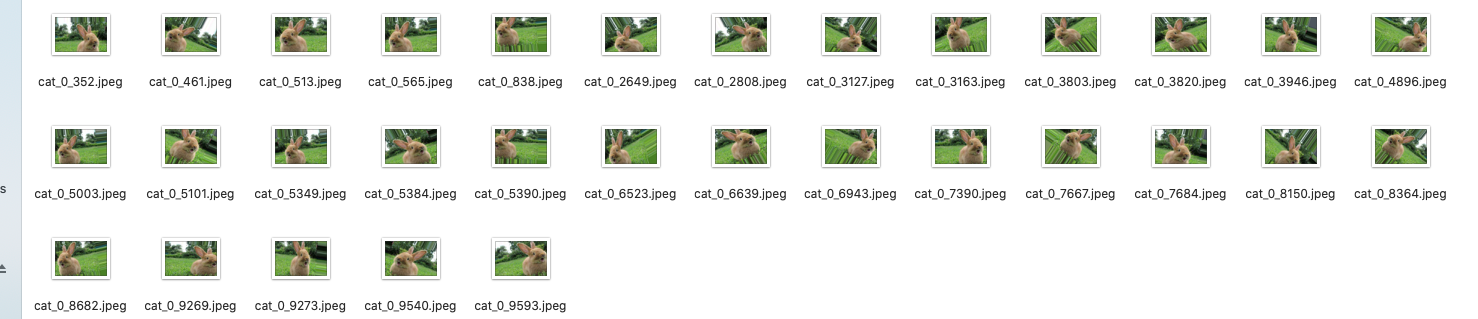 cat_0_352.jpeg cat_0_461.jpeg cat_0_513.jpeg cat_0_565.jpeg cat_0_838.jpeg cat_0_2649.jpeg cat_0_2808.jpeg cat_0_3127.jpeg cat_0_3163.jpeg cat_0_3803.jpeg cat_0_3820.jpeg cat_0_3946.jpeg cat_0_4896.jpeg
s
cat_0_5003.jpeg cat_0_5101.jpeg cat_0_5349.jpeg cat_0_5384.jpeg cat_0_5390.jpeg cat_0_6523.jpeg cat_0_6639.jpeg cat_0_6943.jpeg cat_0_7390.jpeg cat_0_7667.jpeg cat_0_7684.jpeg cat_0_8150.jpeg cat_0_8364.jpeg
cat_0_8682.jpeg cat_0_9269.jpeg cat_0_9273.jpeg cat_0_9540.jpeg cat_0_9593.jpeg